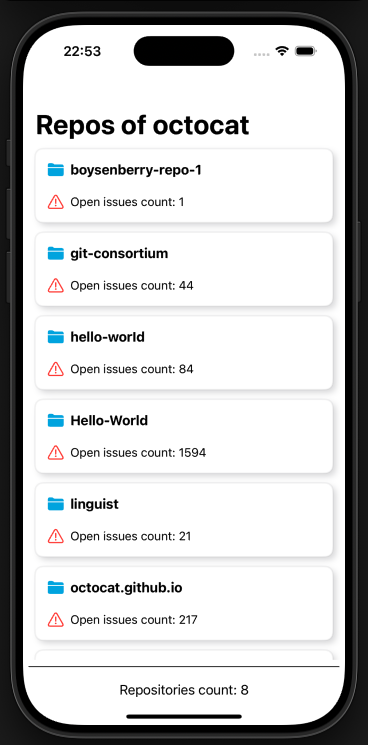 22:53
Repos of octocat
boysenberry-repo-1
Open issues count: 1
git-consortium
Open issues count: 44
hello-world
Open issues count: 84
Hello-World
Open issues count: 1594
linguist
Open issues count: 21
octocat.github.io
Open issues count: 217
Repositories count: 8